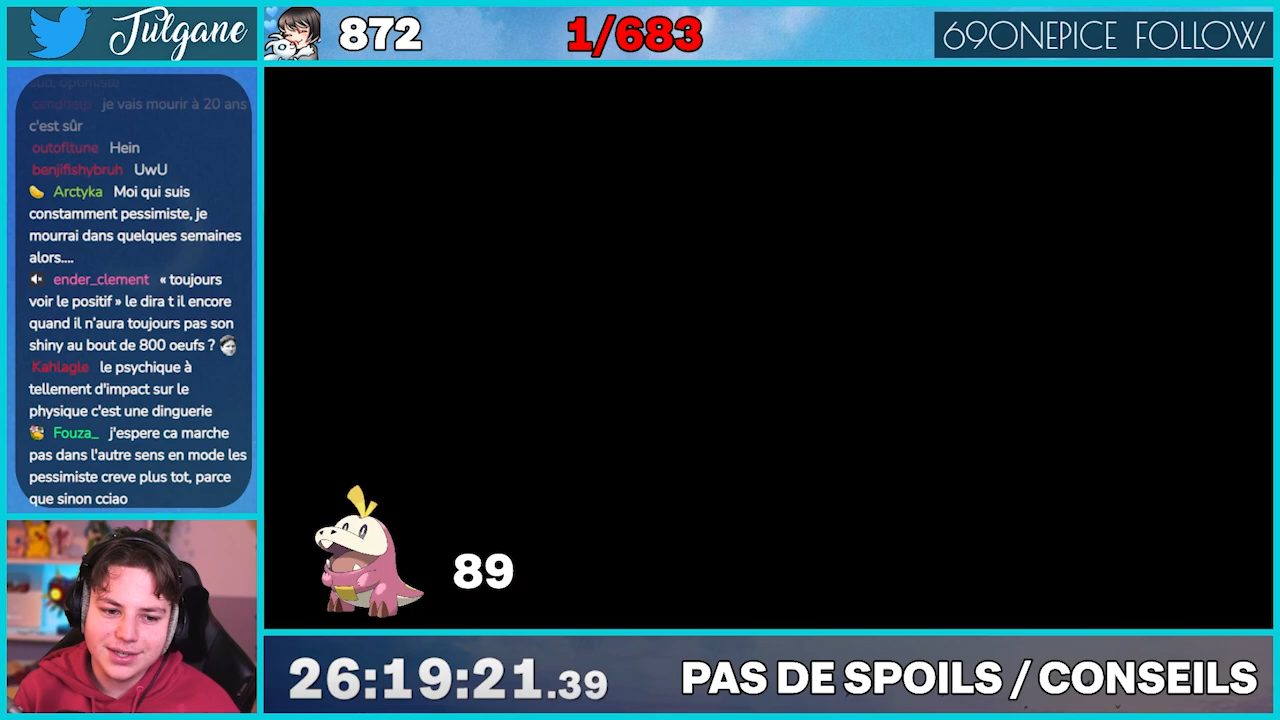 Julgane
872
1/683
69ONEPICE FOLLOW
je vais mourir à 20 ans
c'est sûr
outofltune Hein
benjifishybruh UwU
Arctyka Moi qui suis
constamment pessimiste, je
mourrai dans quelques semaines
alors....
ender_clement « toujours
voir le positif » le dira t il encore
quand il n'aura toujours pas son
shiny au bout de 800 oeufs ?
Kahlagle le psychique à
tellement d'impact sur le
physique c'est une dinguerie
Fouza_ j'espere ca marche
pas dans l'autre sens en mode les
pessimiste creve plus tot, parce
que sinon cciao
89
26:19:21.39
PAS DE SPOILS / CONSEILS